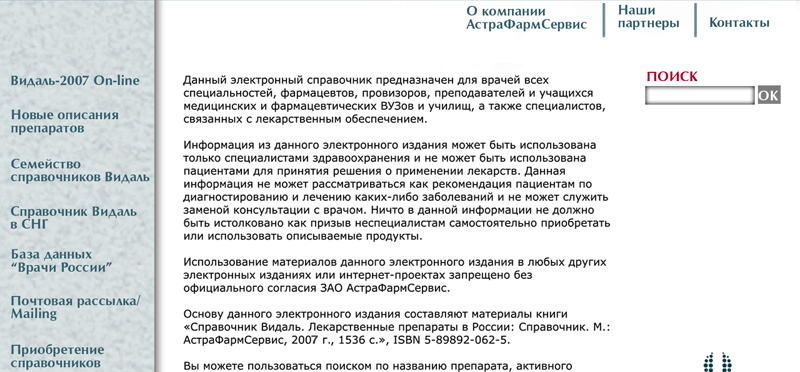 О компании
АстраФармСервис
Наши
партнеры
Контакты
Видаль-2007 On-line
Новые описания
препаратов
Семейство
справочников Видаль
Справочник Видаль
в СНГ
База данных
“Врачи России”
Почтовая рассылка/
Mailing
Приобретение
справочников
Данный электронный справочник предназначен для врачей всех
специальностей, фармацевтов, провизоров, преподавателей и учащихся
медицинских и фармацевтических ВУЗов и училищ, а также специалистов,
связанных с лекарственным обеспечением.
Информация из данного электронного издания может быть использована
только специалистами здравоохранения и не может быть использована
пациентами для принятия решения о применении лекарств. Данная
информация не может рассматриваться как рекомендация пациентам по
диагностированию и лечению каких-либо заболеваний и не может служить
заменой консультации с врачом. Ничто в данной информации не должно
быть истолковано как призыв неспециалистам самостоятельно приобретать
или использовать описываемые продукты.
Использование материалов данного электронного издания в любых других
электронных изданиях или интернет-проектах запрещено без
официального согласия ЗАО АстраФармСервис.
Основу данного электронного издания составляют материалы книги
«Справочник Видаль. Лекарственные препараты в России: Справочник. М.:
АстраФармСервис, 2007 г., 1536 с.», ISBN 5-89892-062-5.
Вы можете пользоваться поиском по названию препарата, активного
ПОИСК
OK